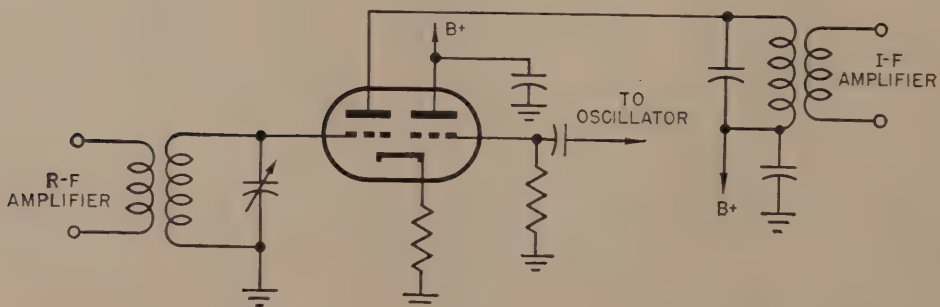 B+
TO
OSCILLATOR
I-F
AMPLIFIER
R-F
AMPLIFIER
B+